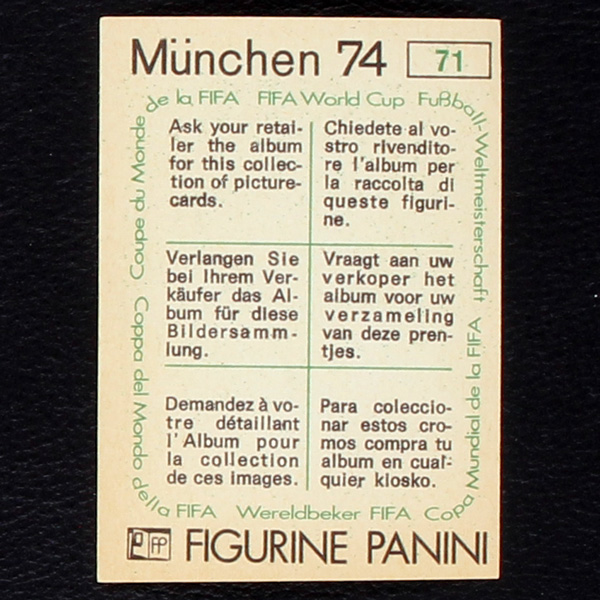 München 74 71
Coupe du Monde de la FIFA FIFA World Cup Fußball-Weltmeisterschaft
Ask your retai-
ler the album
for this collec-
tion of picture-
cards.
Chiedete al vo-
stro rivendito-
re l'album per
la raccolta di
queste figuri-
ne.
Verlangen Sie
bei Ihrem Ver-
käufer das Al-
bum für diese
Bildersamm-
lung.
Vraagt aan uw
verkoper het
album voor uw
verzameling
van deze pren-
tjes.
Demandez à vo-
tre détaillant
l'Album pour
la collection
de ces images.
Para coleccio-
nar estos cro-
mos compra tu
album en cual-
quier kiosko.
Coppa del Mondo della FIFA Wereldbeker FIFA Copa Mundial de la FIFA
FP FIGURINE PANINI